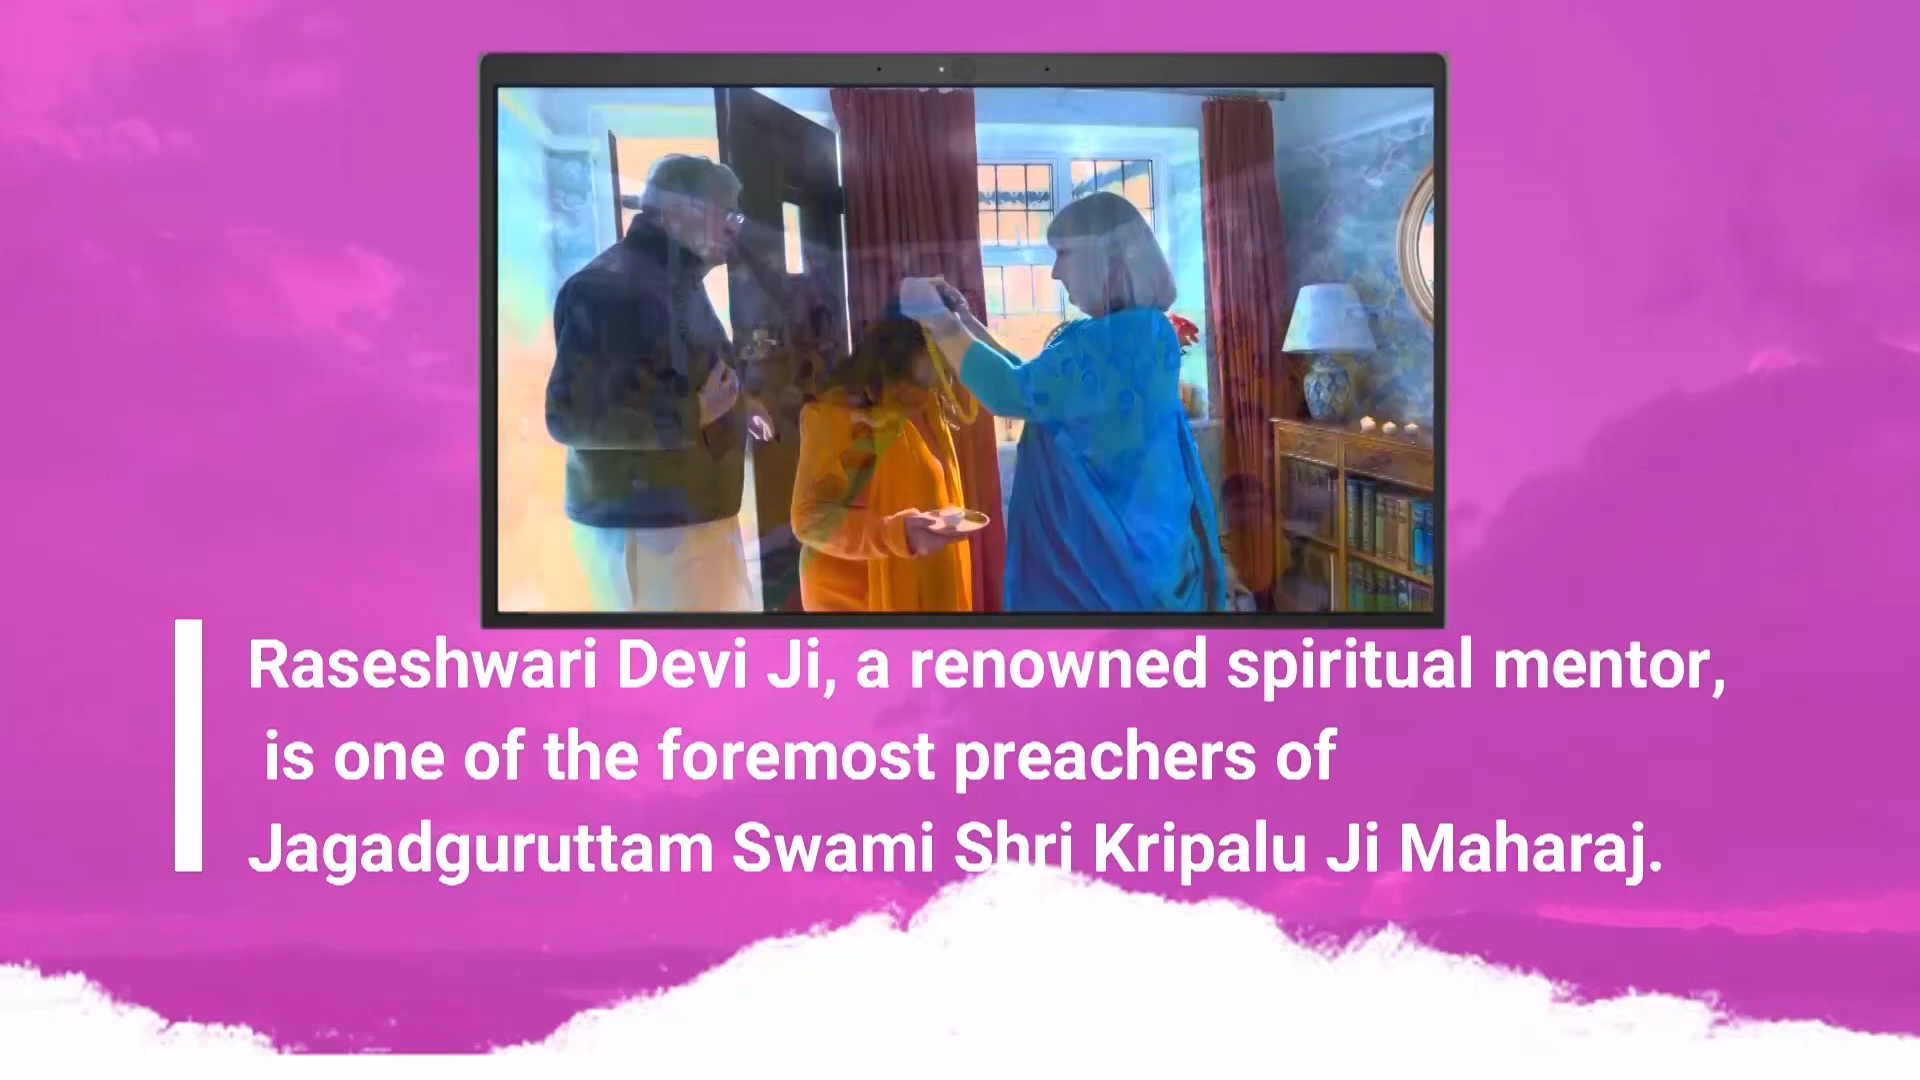 Raseshwari Devi Ji, a renowned spiritual mentor,
is one of the foremost preachers of
Jagadguruttam Swami Shri Kripalu Ji Maharaj.